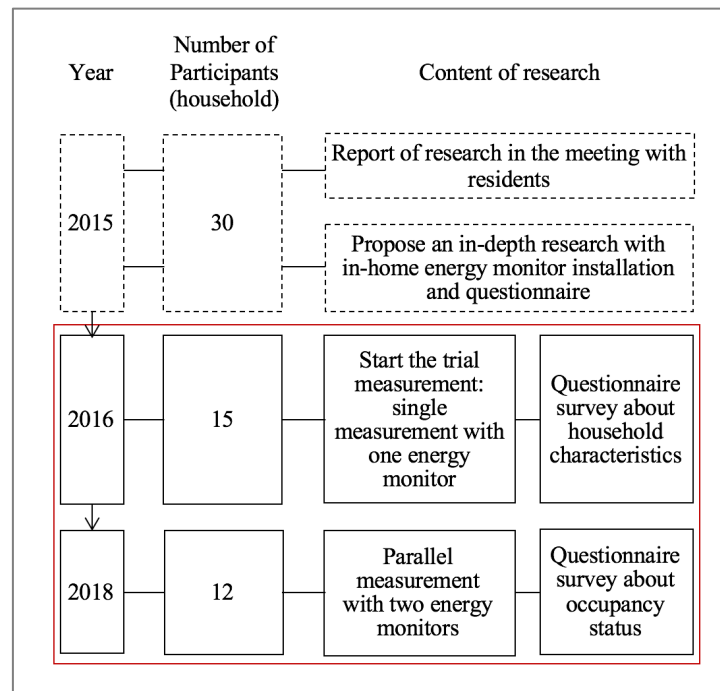 Year
Number of
Participants
(household)
Content of research
2015
30
Report of research in the meeting with
residents
Propose an in-depth research with
in-home energy monitor installation
and questionnaire
2016
15
Start the trial
measurement:
single
measurement with
one energy
monitor
Questionnaire
survey about
household
characteristics
2018
12
Parallel
measurement
with two energy
monitors
Questionnaire
survey about
occupancy
status